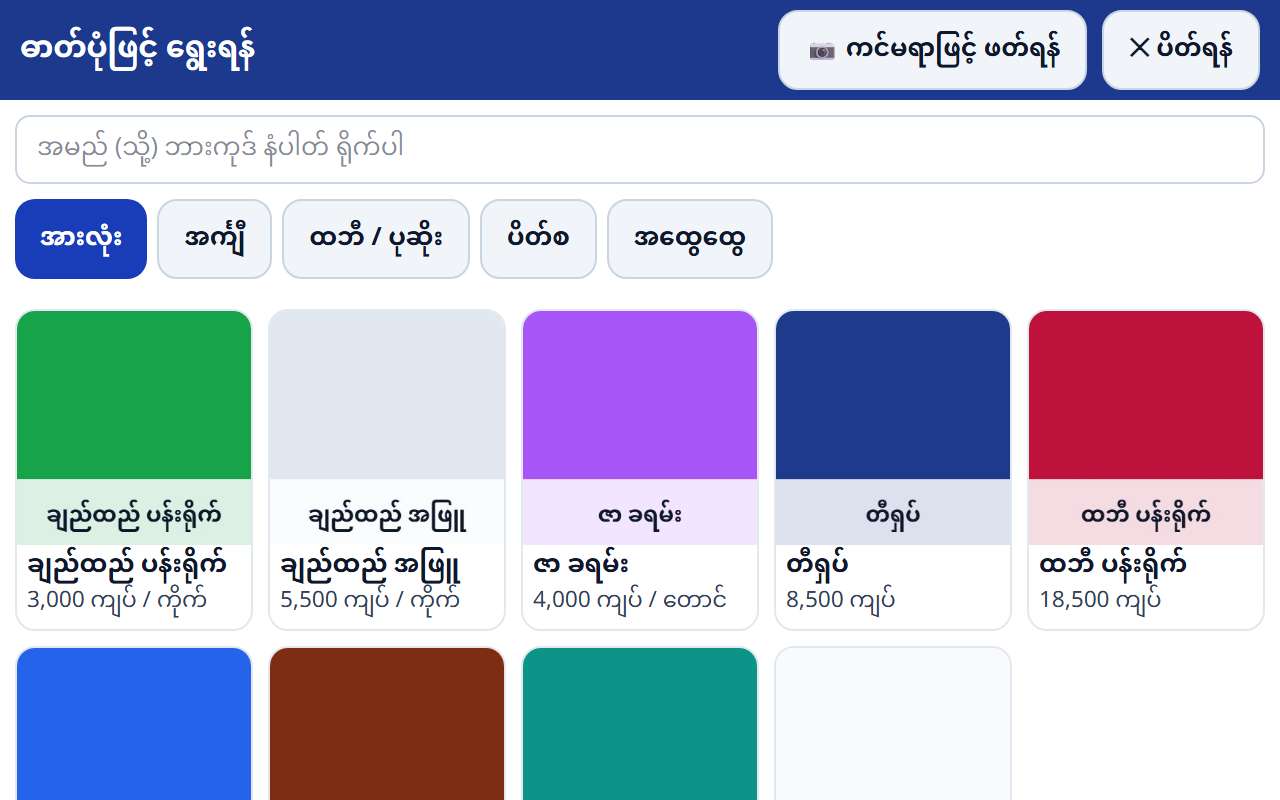 ဓာတ်ပုံဖြင့် ရွေးရန်
📷 ကင်မရာဖြင့် ဖတ်ရန်
✕ ပိတ်ရန်
အမည် (သို့) ဘားကုဒ် နံပါတ် ရိုက်ပါ
အားလုံး
အင်္ကျီ
ထဘီ / ပုဆိုး
ပိတ်စ
အထွေထွေ
ချည်ထည် ပန်းရိုက်
ချည်ထည် ပန်းရိုက်
3,000 ကျပ် / ကိုက်
ချည်ထည် အဖြူ
ချည်ထည် အဖြူ
5,500 ကျပ် / ကိုက်
ဇာ ခရမ်း
ဇာ ခရမ်း
4,000 ကျပ် / တောင်
တီရှပ်
တီရှပ်
8,500 ကျပ်
ထဘီ ပန်းရိုက်
ထဘီ ပန်းရိုက်
18,500 ကျပ်